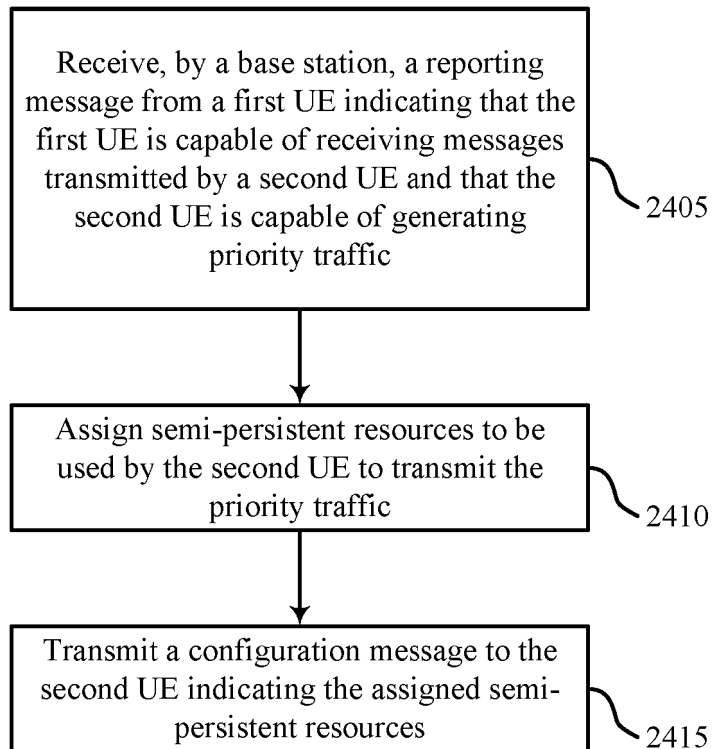 Receive, by a base station, a reporting
message from a first UE indicating that the
first UE is capable of receiving messages
transmitted by a second UE and that the
second UE is capable of generating
priority traffic
2405
Assign semi-persistent resources to be
used by the second UE to transmit the
priority traffic
2410
Transmit a configuration message to the
second UE indicating the assigned semi-
persistent resources
2415